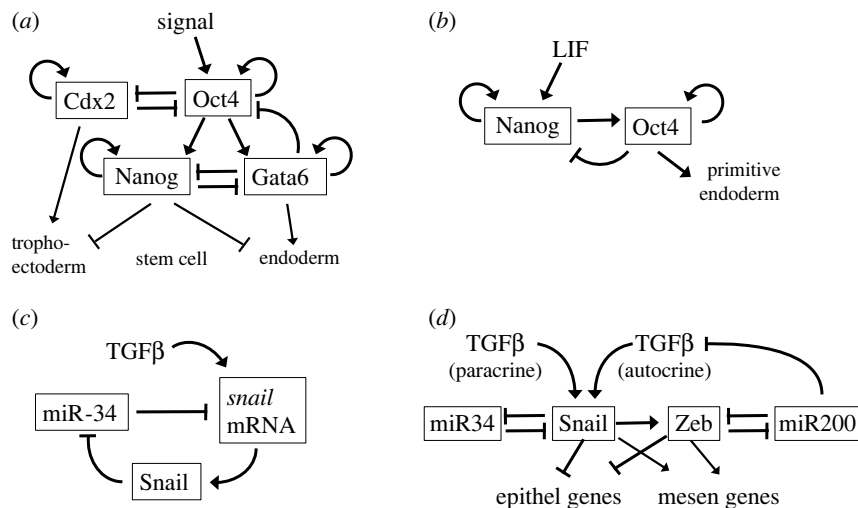 (a)
signal
Cdx2
Oct4
Nanog
Gata6
tropho-
ectoderm
stem cell
endoderm
(b)
LIF
Nanog
Oct4
primitive
endoderm
(c)
TGFβ
miR-34
snail
mRNA
Snail
(d)
TGFβ
(paracrine)
TGFβ
(autocrine)
miR34
Snail
Zeb
miR200
epithel genes
mesen genes